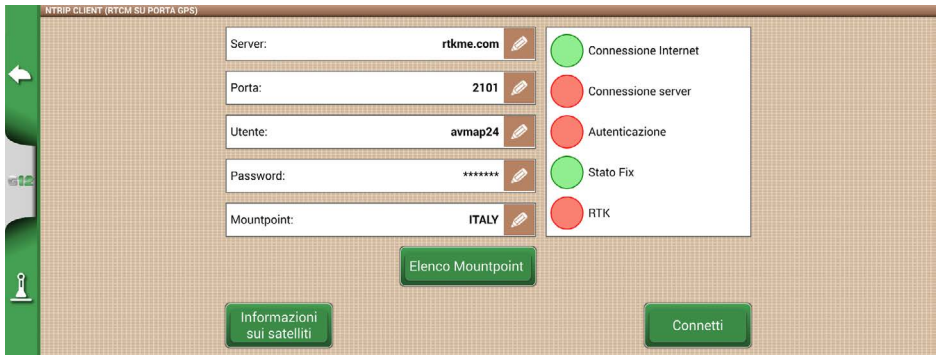 NTRIP CLIENT (RTCM SU PORTA GPS)
Server: rtkme.com
Porta: 2101
Utente: avmap24
Password: *******
Mountpoint: ITALY
Connessione Internet
Connessione server
Autenticazione
Stato Fix
RTK
G12
Elenco Mountpoint
Informazioni
sui satelliti
Connetti